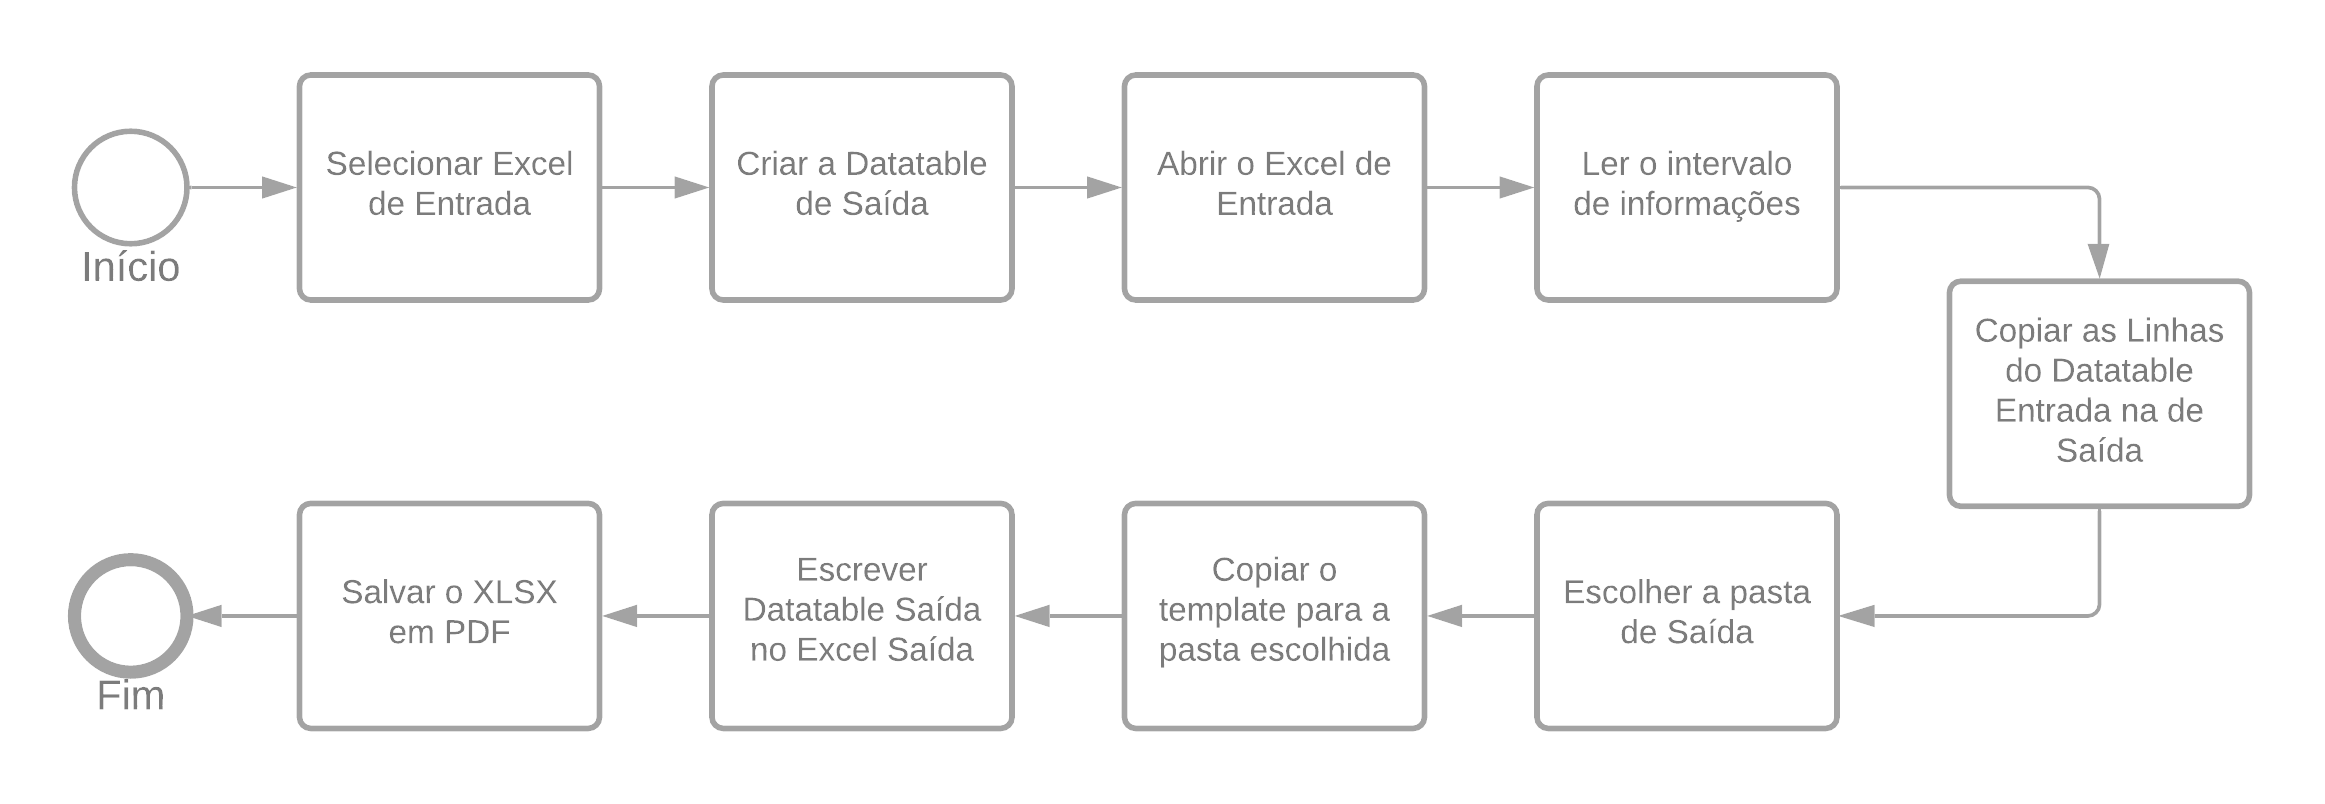 Início
Selecionar Excel
de Entrada
Criar a Datatable
de Saída
Abrir o Excel de
Entrada
Ler o intervalo
de informações
Copiar as Linhas
do Datatable
Entrada na de
Saída
Escolher a pasta
de Saída
Copiar o
template para a
pasta escolhida
Escrever
Datatable Saída
no Excel Saída
Salvar o XLSX
em PDF
Fim